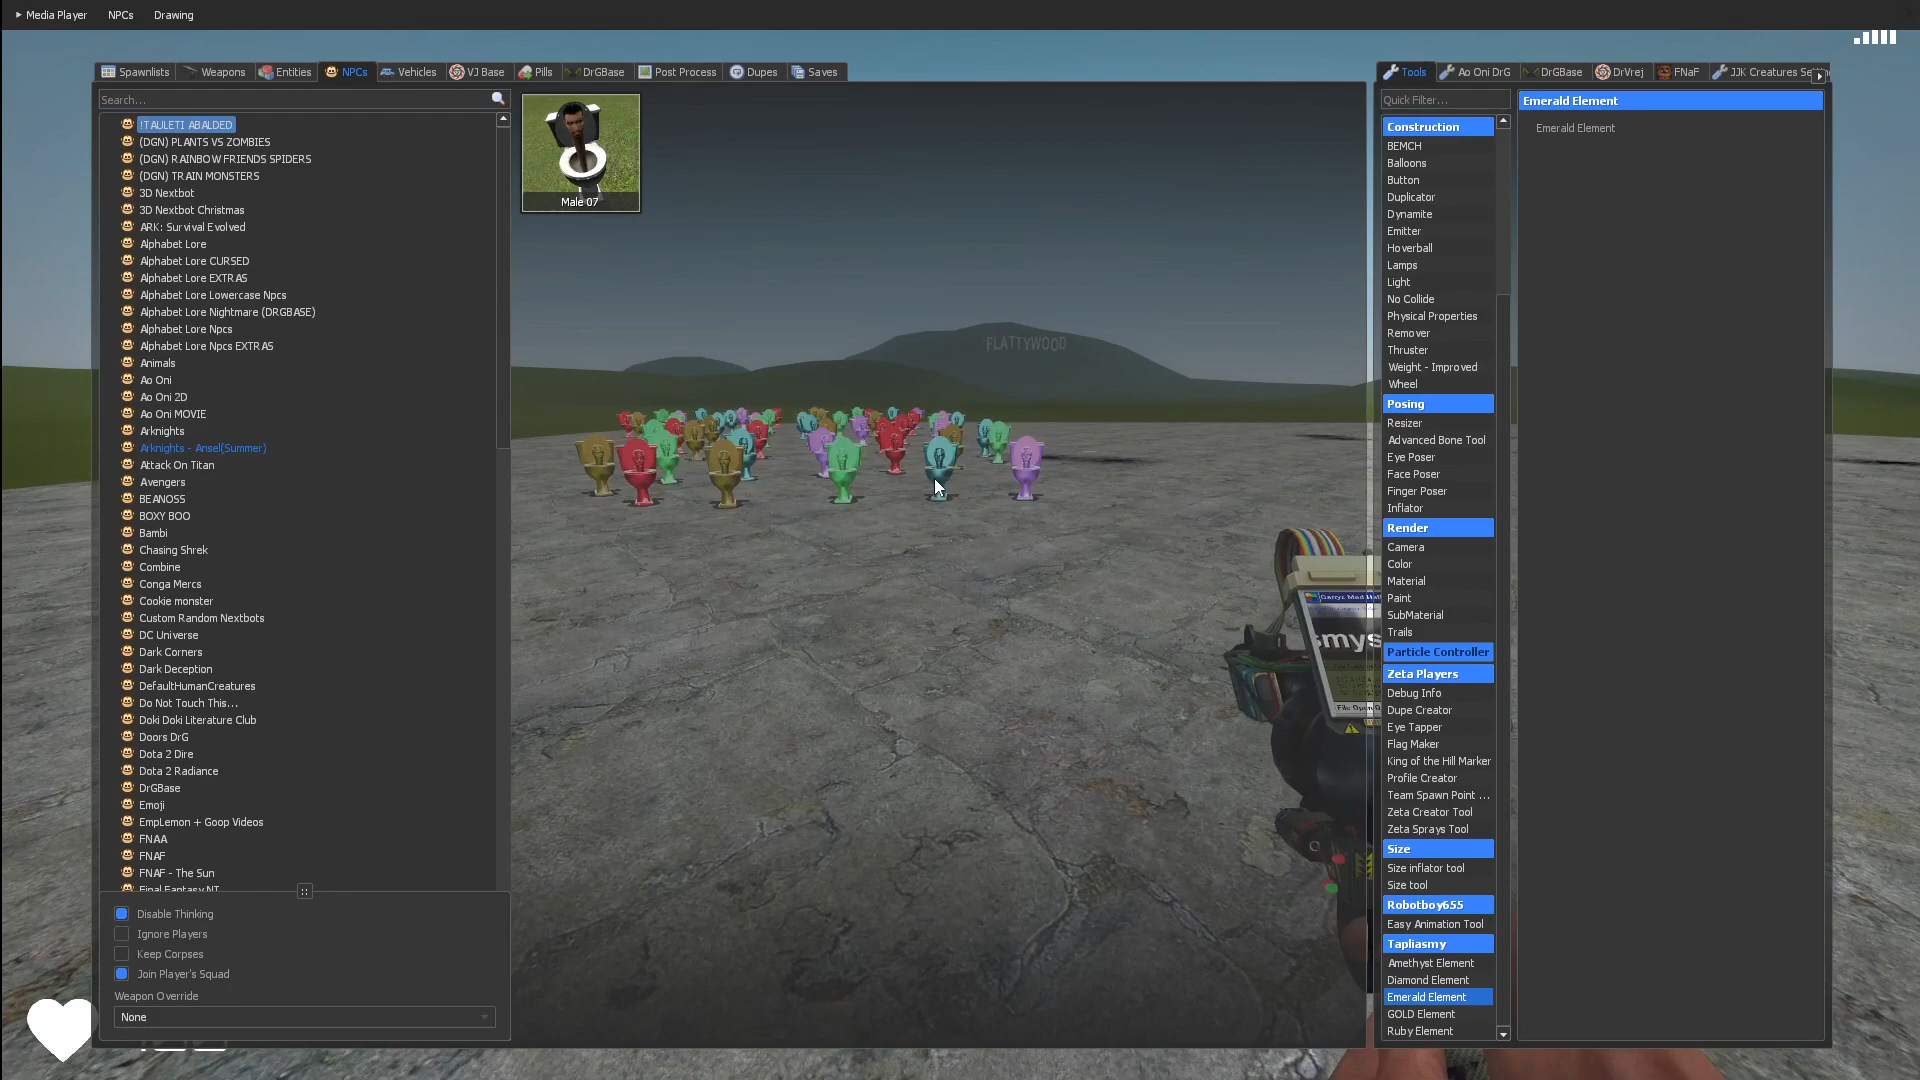 Media Player NPCs Drawing
Spawnlists Weapons Entities NPCs Vehicles VJ Base Pills DrGBase Post Process Dupes Saves
Search...
!TAULETI ABALDED
(DGN) PLANTS VS ZOMBIES
(DGN) RAINBOW FRIENDS SPIDERS
(DGN) TRAIN MONSTERS
3D Nextbot
3D Nextbot Christmas
ARK: Survival Evolved
Alphabet Lore
Alphabet Lore CURSED
Alphabet Lore EXTRAS
Alphabet Lore Lowercase Npcs
Alphabet Lore Nightmare (DRGBASE)
Alphabet Lore Npcs
Alphabet Lore Npcs EXTRAS
Animals
Ao Oni
Ao Oni 2D
Ao Oni MOVIE
Arknights
Arknights - Ansel(Summer)
Attack On Titan
Avengers
BEANOSS
BOXY BOO
Bambi
Chasing Shrek
Combine
Conga Mercs
Cookie monster
Custom Random Nextbots
DC Universe
Dark Corners
Dark Deception
DefaultHumanCreatures
Do Not Touch This...
Doki Doki Literature Club
Doors DrG
Dota 2 Dire
Dota 2 Radiance
DrGBase
Emoji
EmpLemon + Goop Videos
FNAA
FNAF
FNAF - The Sun
Final Fantasy NT
Disable Thinking
Ignore Players
Keep Corpses
Join Player's Squad
Weapon Override
None
Male 07
FLATTYWOOD
smys
Tools Ao Oni DrG DrGBase DrVrej FNaF JJK Creatures
Quick Filter...
Construction
BEMCH
Balloons
Button
Duplicator
Dynamite
Emitter
Hoverball
Lamps
Light
No Collide
Physical Properties
Remover
Thruster
Weight - Improved
Wheel
Posing
Resizer
Advanced Bone Tool
Eye Poser
Face Poser
Finger Poser
Inflator
Render
Camera
Color
Material
Paint
SubMaterial
Trails
Particle Controller
Zeta Players
Debug Info
Dupe Creator
Eye Tapper
Flag Maker
King of the Hill Marker
Profile Creator
Team Spawn Point ...
Zeta Creator Tool
Zeta Sprays Tool
Size
Size inflator tool
Size tool
Robotboy655
Easy Animation Tool
Tapliasmy
Amethyst Element
Diamond Element
Emerald Element
GOLD Element
Ruby Element
Emerald Element
Emerald Element